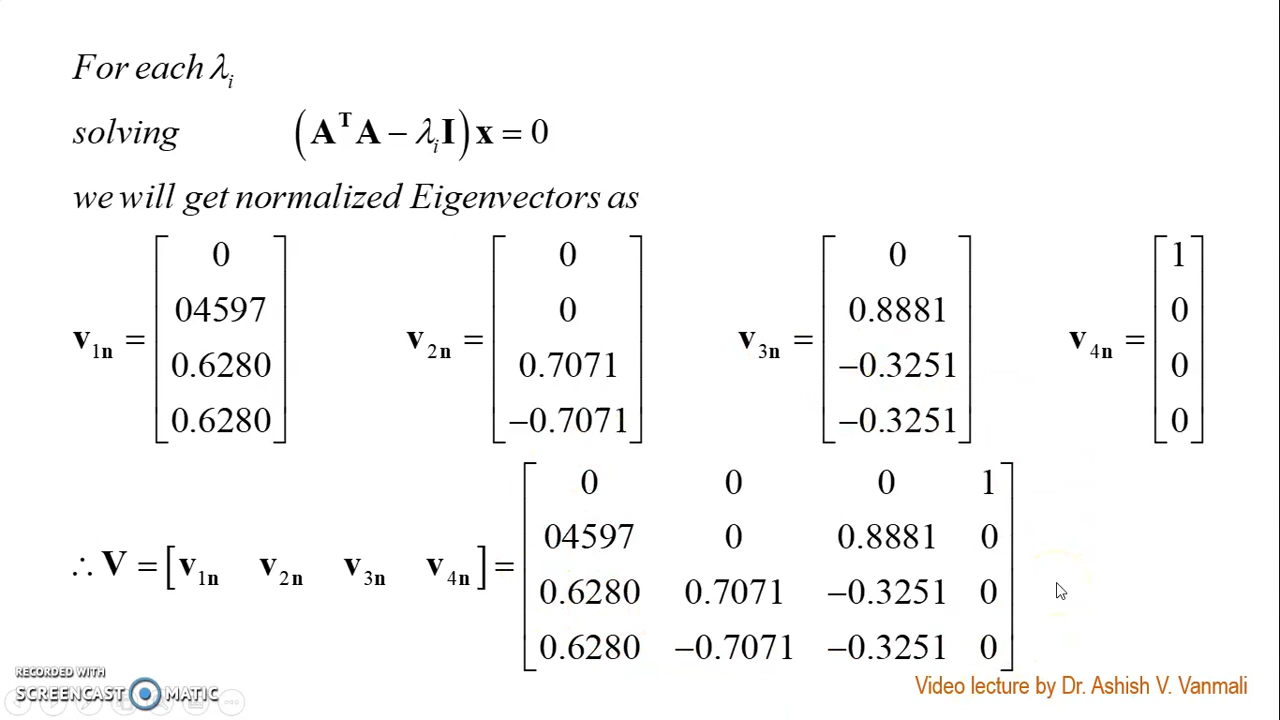 For each λi
solving (AᵀA − λiI)x = 0
we will get normalized Eigenvectors as
v1n = [0 04597 0.6280 0.6280] v2n = [0 0 0.7071 −0.7071] v3n = [0 0.8881 −0.3251 −0.3251] v4n = [1 0 0 0]
∴ V = [v1n v2n v3n v4n] =
0 0 0 1
04597 0 0.8881 0
0.6280 0.7071 −0.3251 0
0.6280 −0.7071 −0.3251 0
RECORDED WITH
SCREENCAST MATIC
Video lecture by Dr. Ashish V. Vanmali